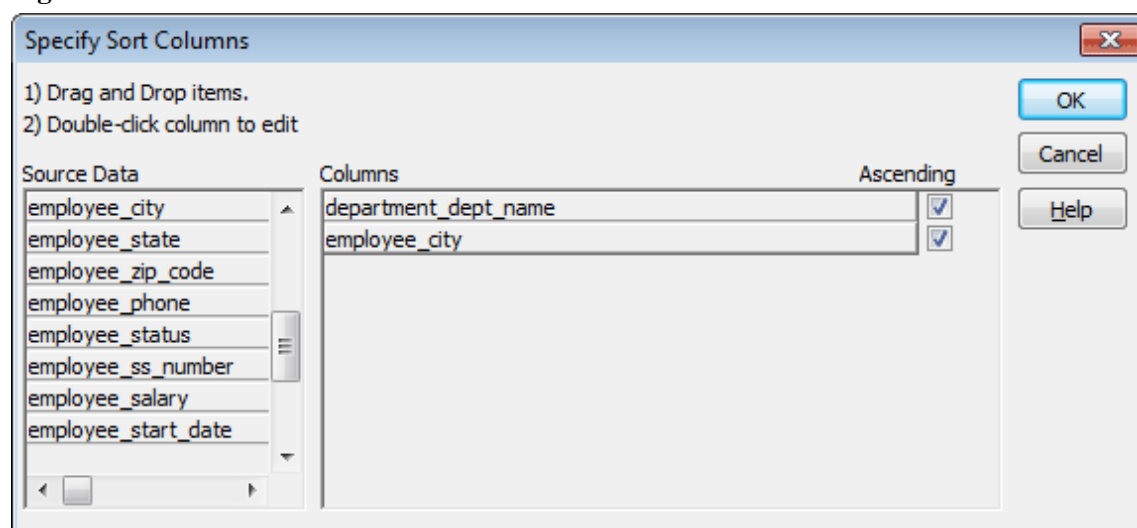 Specify Sort Columns
1) Drag and Drop items.
2) Double-click column to edit
OK
Cancel
Help
Source Data
employee_city
employee_state
employee_zip_code
employee_phone
employee_status
employee_ss_number
employee_salary
employee_start_date
Columns
Ascending
department_dept_name
employee_city